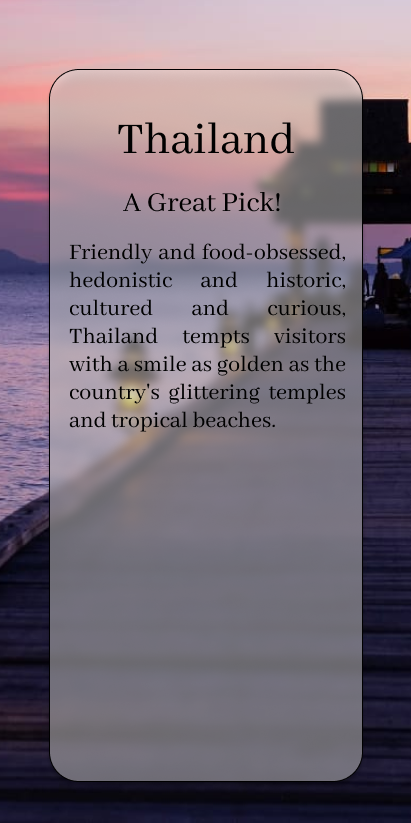 Thailand
A Great Pick!
Friendly and food-obsessed,
hedonistic and historic,
cultured and curious,
Thailand tempts visitors
with a smile as golden as the
country's glittering temples
and tropical beaches.